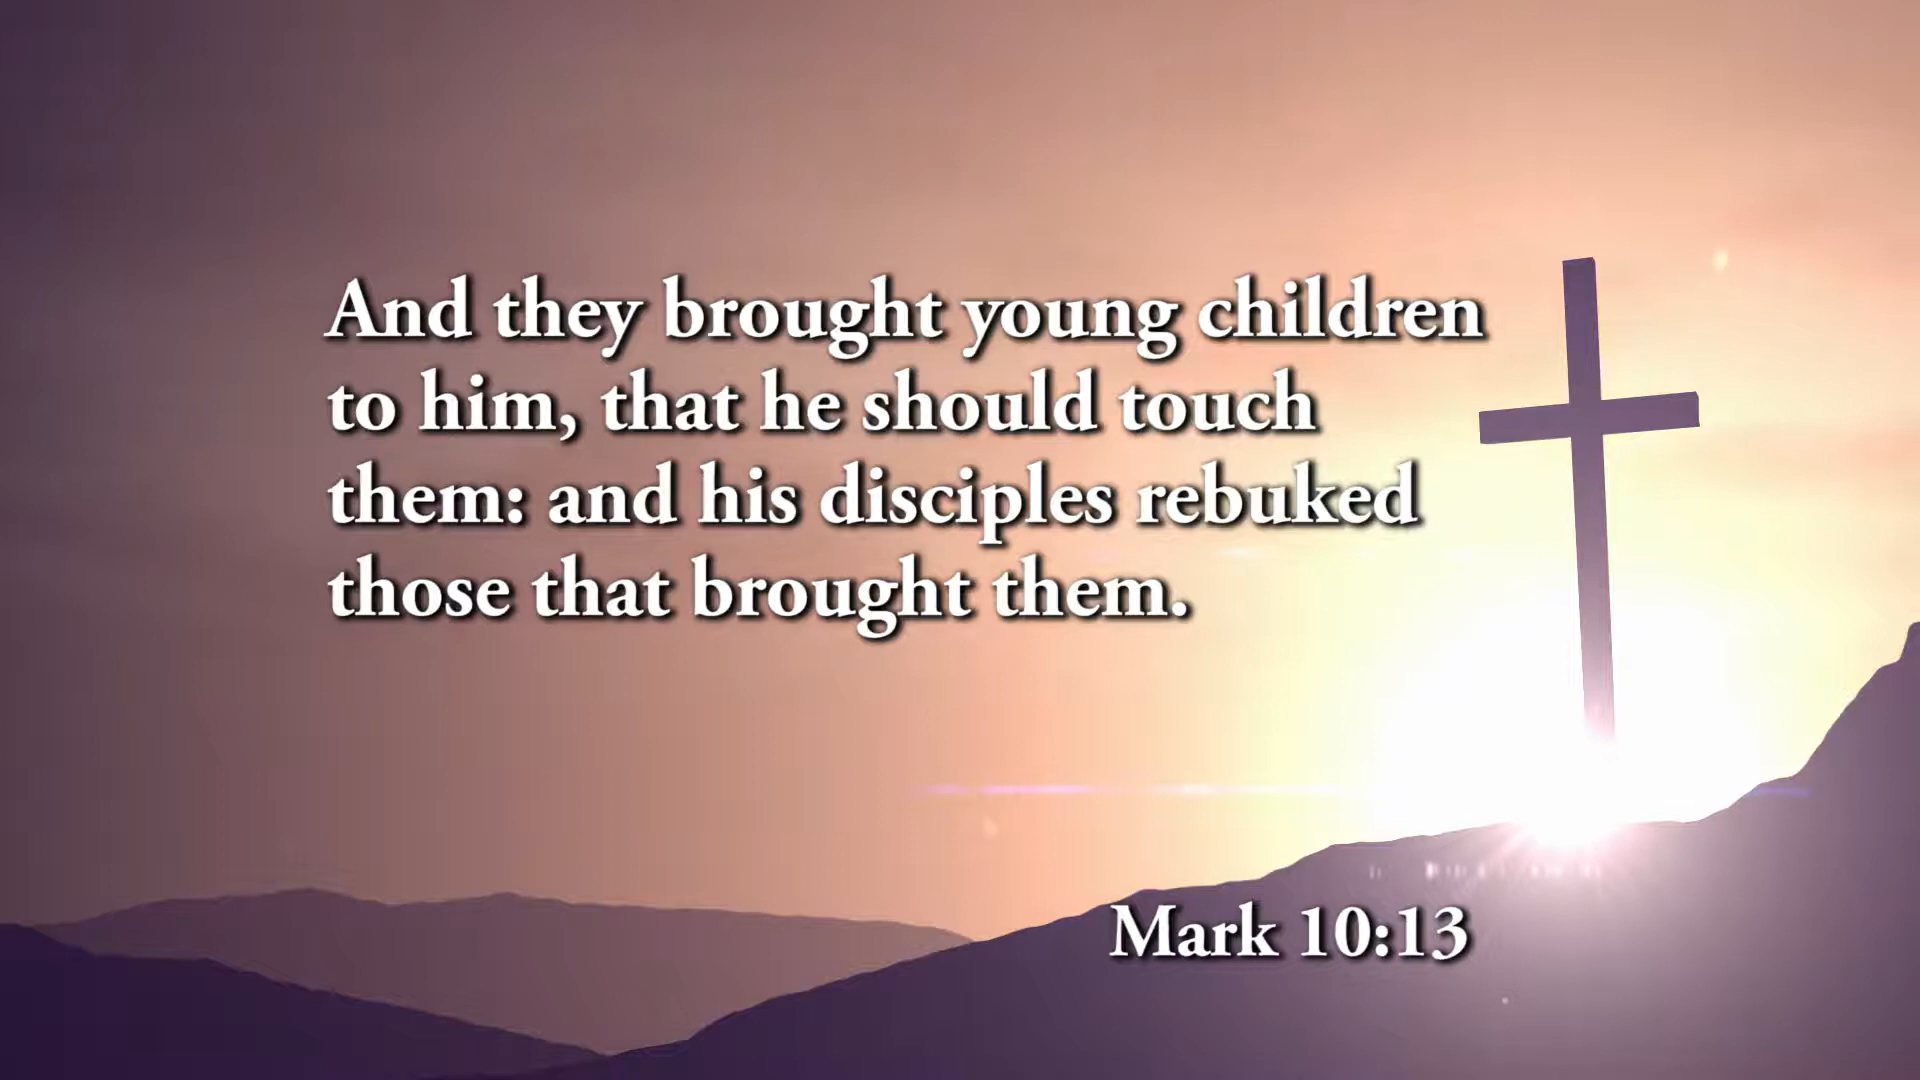 And they brought young children
to him, that he should touch
them: and his disciples rebuked
those that brought them.
Mark 10:13